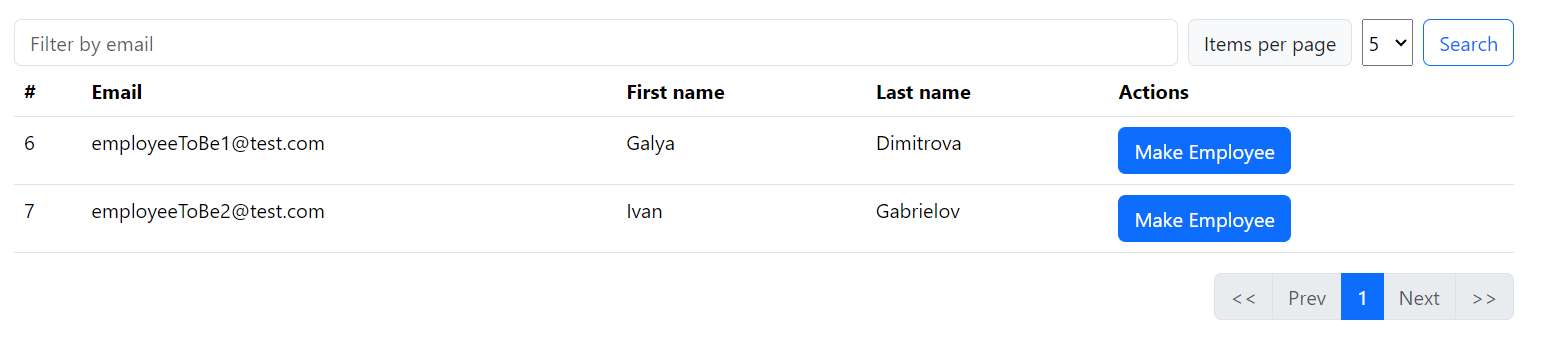 Filter by email Items per page 5 Search
# Email First name Last name Actions
6 employeeToBe1@test.com Galya Dimitrova Make Employee
7 employeeToBe2@test.com Ivan Gabrielov Make Employee
<< Prev 1 Next >>